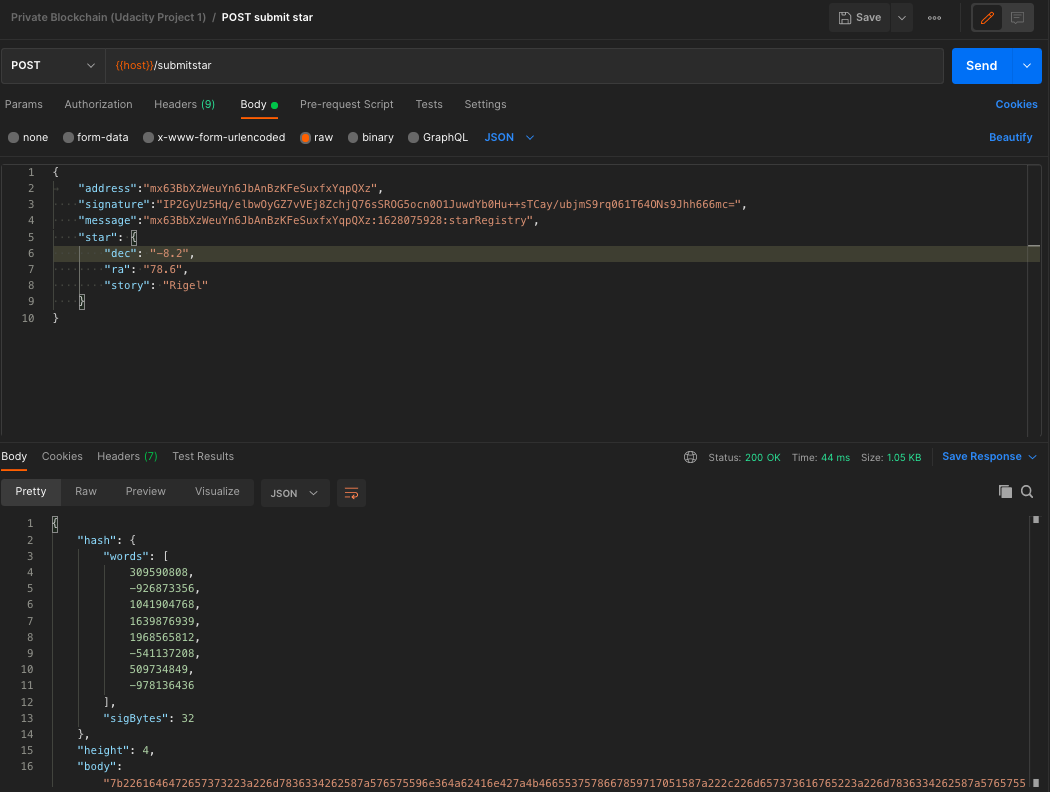 Private Blockchain (Udacity Project 1) / POST submit star
Save
POST
{{host}}/submitstar
Send
Params Authorization Headers (9) Body Pre-request Script Tests Settings
Cookies
none form-data x-www-form-urlencoded raw binary GraphQL JSON
Beautify
1 {
2 "address":"mx63BbXzWeuYn6JbAnBzKFeSuxfxYqpQXz",
3 "signature":"IP2GyUz5Hq/elbwOyGZ7vVEj8ZchjQ76sSROG5ocn0O1JuwdYb0Hu++sTCay/ubjmS9rq061T64ONs9Jhh666mc=",
4 "message":"mx63BbXzWeuYn6JbAnBzKFeSuxfxYqpQXz:1628075928:starRegistry",
5 "star": {
6 "dec": "-8.2",
7 "ra": "78.6",
8 "story": "Rigel"
9 }
10 }
Body Cookies Headers (7) Test Results
Status: 200 OK Time: 44 ms Size: 1.05 KB
Save Response
Pretty Raw Preview Visualize JSON
1 {
2 "hash": {
3 "words": [
4 309590808,
5 -926873356,
6 1041904768,
7 1639876939,
8 1968565812,
9 -541137208,
10 509734849,
11 -978136436
12 ],
13 "sigBytes": 32
14 },
15 "height": 4,
16 "body":
"7b2261646472657373223a226d7836334262587a576575596e364a62416e427a4b4665537578667859717051587a222c226d657373616765223a226d7836334262587a5765755